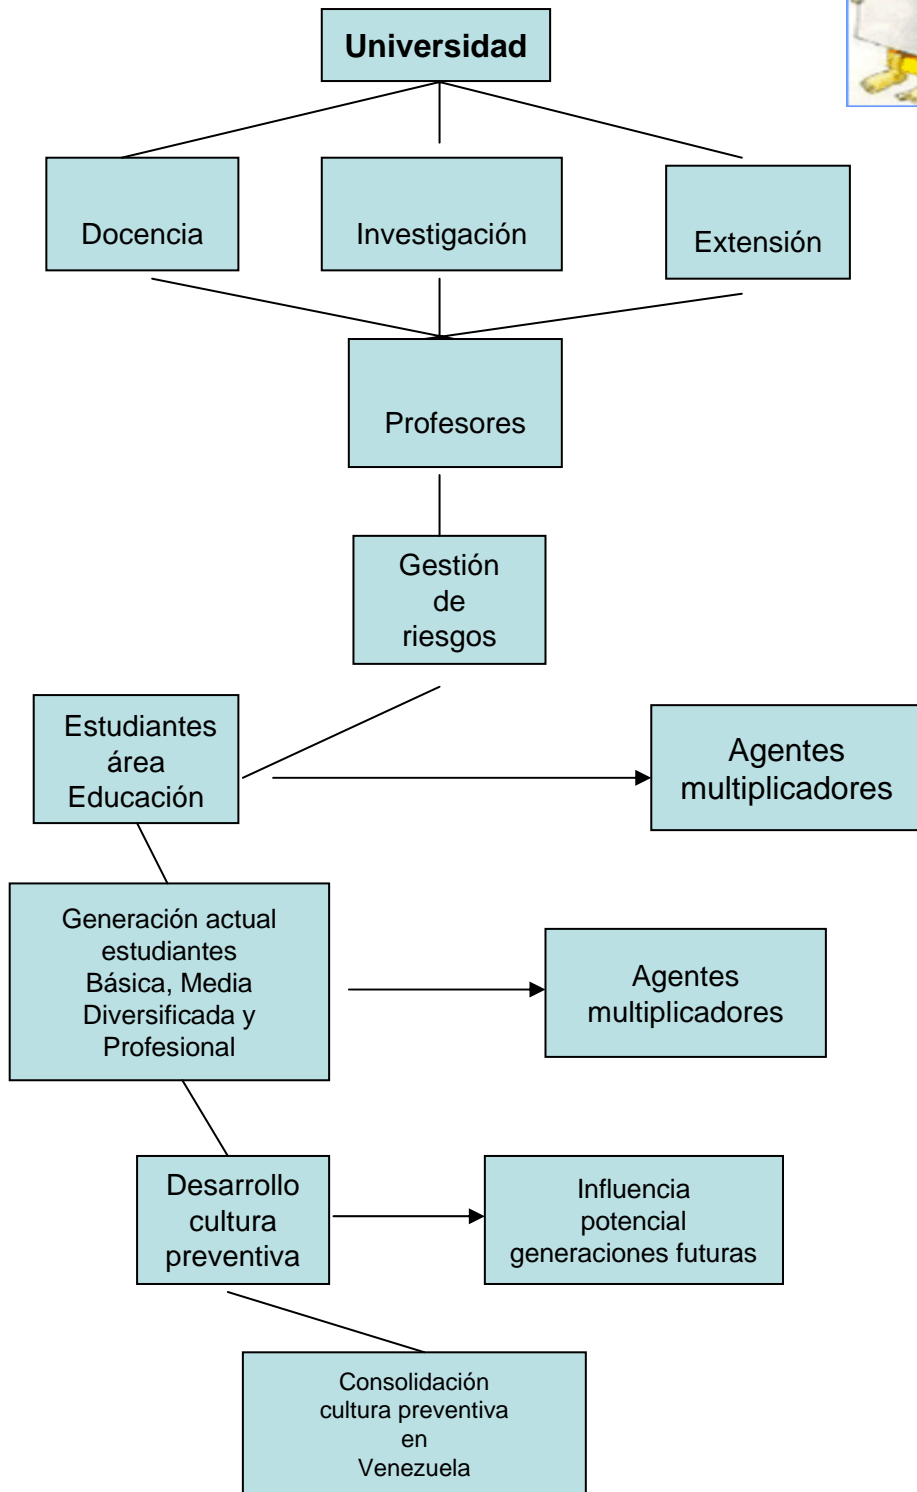 Universidad
Docencia
Investigación
Extensión
Profesores
Gestión
de
riesgos
Estudiantes
área
Educación
Agentes
multiplicadores
Generación actual
estudiantes
Básica, Media
Diversificada y
Profesional
Agentes
multiplicadores
Desarrollo
cultura
preventiva
Influencia
potencial
generaciones futuras
Consolidación
cultura preventiva
en
Venezuela